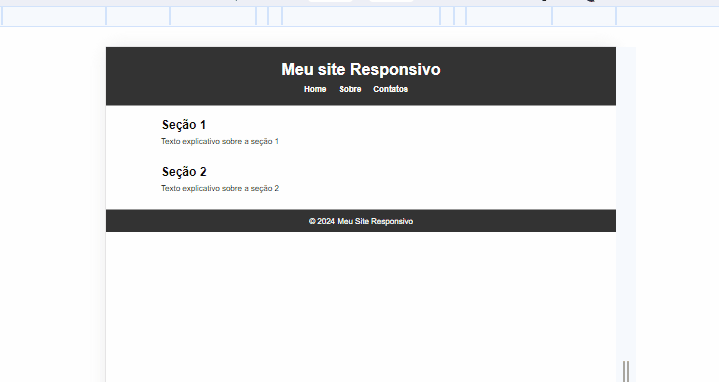 Meu site Responsivo
Home Sobre Contatos
Seção 1
Texto explicativo sobre a seção 1
Seção 2
Texto explicativo sobre a seção 2
© 2024 Meu Site Responsivo